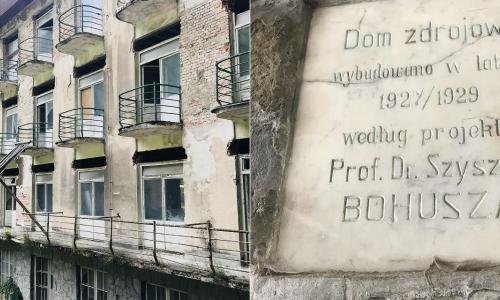 Dom zdrojow
wybudowano w lat
1927/1929
według projekt
Prof. Dr. Szysz
BOHUSZA